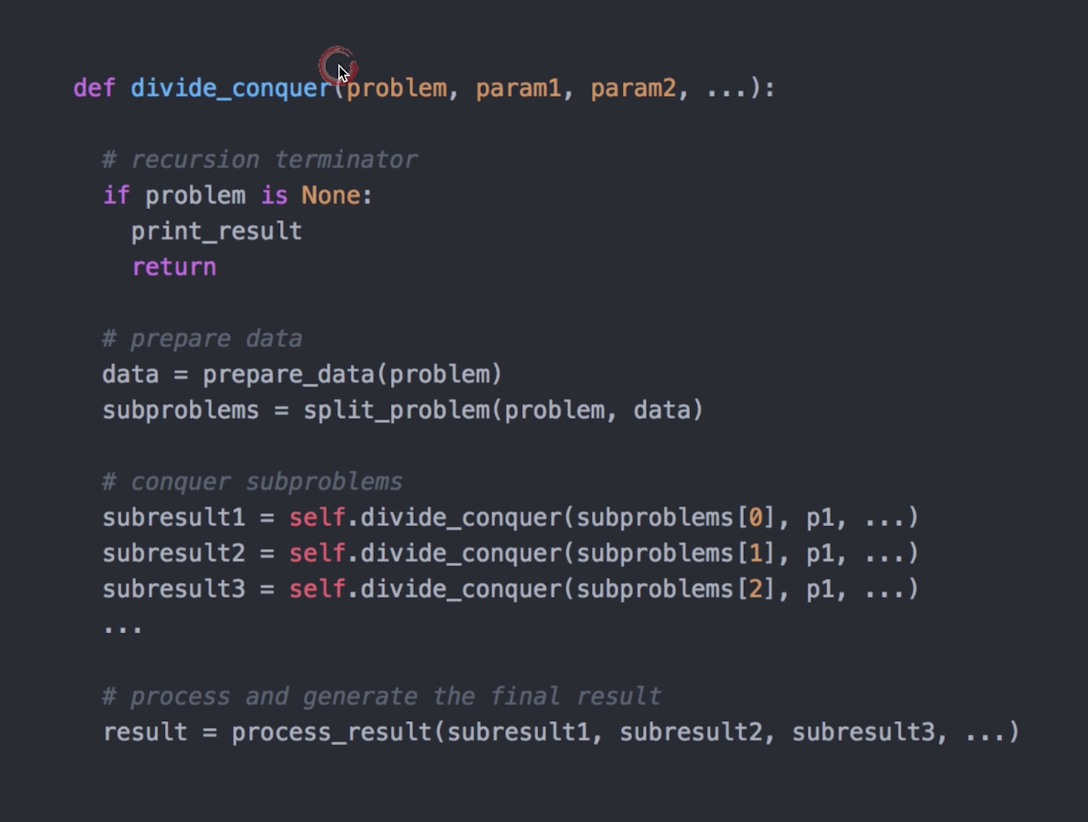 def divide_conquer(problem, param1, param2, ...):
# recursion terminator
if problem is None:
print_result
return
# prepare data
data = prepare_data(problem)
subproblems = split_problem(problem, data)
# conquer subproblems
subresult1 = self.divide_conquer(subproblems[0], p1, ...)
subresult2 = self.divide_conquer(subproblems[1], p1, ...)
subresult3 = self.divide_conquer(subproblems[2], p1, ...)
...
# process and generate the final result
result = process_result(subresult1, subresult2, subresult3, ...)